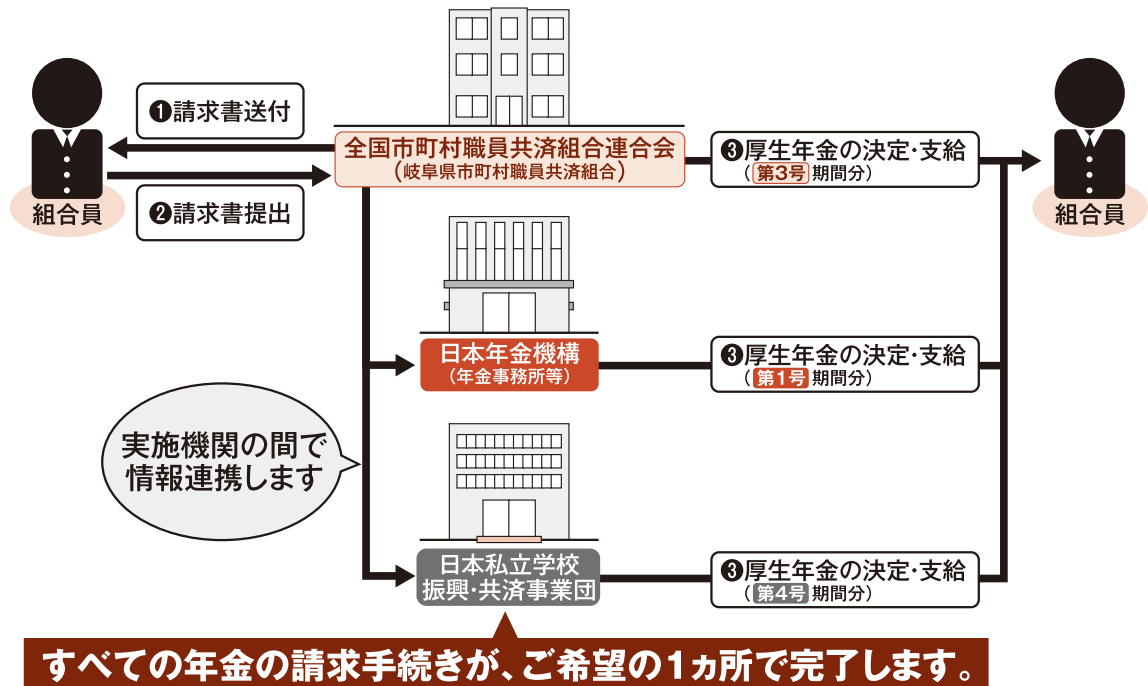 ❶請求書送付
組合員
❷請求書提出
全国市町村職員共済組合連合会
(岐阜県市町村職員共済組合)
❸厚生年金の決定・支給
(第3号期間分)
組合員
日本年金機構
(年金事務所等)
❸厚生年金の決定・支給
(第1号期間分)
実施機関の間で
情報連携します
日本私立学校
振興・共済事業団
❸厚生年金の決定・支給
(第4号期間分)
すべての年金の請求手続きが、ご希望の1ヵ所で完了します。